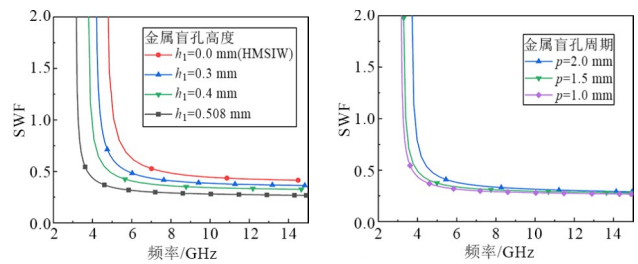 金属盲孔高度
h₁=0.0 mm(HMSIW)
h₁=0.3 mm
h₁=0.4 mm
h₁=0.508 mm
SWF
2.0
1.5
1.0
0.5
0.0
2 4 6 8 10 12 14
频率/GHz
金属盲孔周期
p=2.0 mm
p=1.5 mm
p=1.0 mm
SWF
2.0
1.5
1.0
0.5
0.0
2 4 6 8 10 12 14
频率/GHz